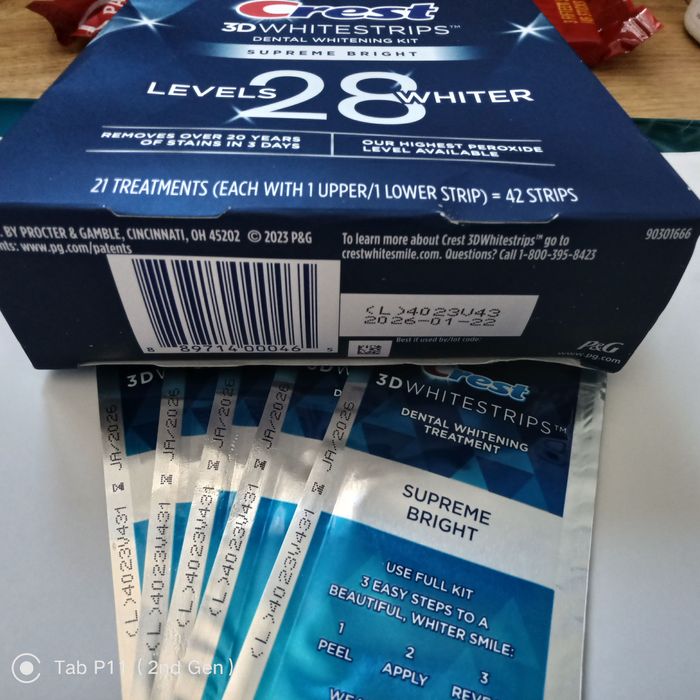 Crest
3DWHITESTRIPS™
DENTAL WHITENING KIT
SUPREME BRIGHT
LEVELS 28 WHITER
REMOVES OVER 20 YEARS
OF STAINS IN 3 DAYS
OUR HIGHEST PEROXIDE
LEVEL AVAILABLE
21 TREATMENTS (EACH WITH 1 UPPER/1 LOWER STRIP) = 42 STRIPS
. BY PROCTER & GAMBLE, CINCINNATI, OH 45202 © 2023 P&G
nts: www.pg.com/patents
To learn more about Crest 3DWhitestrips™ go to
crestwhitesmile.com. Questions? Call 1-800-395-8423
90301666
(L)4023V43
2026-01-22
Best if used by/lot code:
8 89714 00046 5
P&G
www.pg.com
3DW
(L)4023V431 JA/2026
(L)4023V431 JA/2026
(L)4023V431 JA/2026
(L)4023V431 JA/2026
(L)4023V431 JA/2026
Crest
3DWHITESTRIPS™
DENTAL WHITENING
TREATMENT
SUPREME
BRIGHT
USE FULL KIT
3 EASY STEPS TO A
BEAUTIFUL, WHITER SMILE:
1 2 3
PEEL APPLY
Tab P11 (2nd Gen)